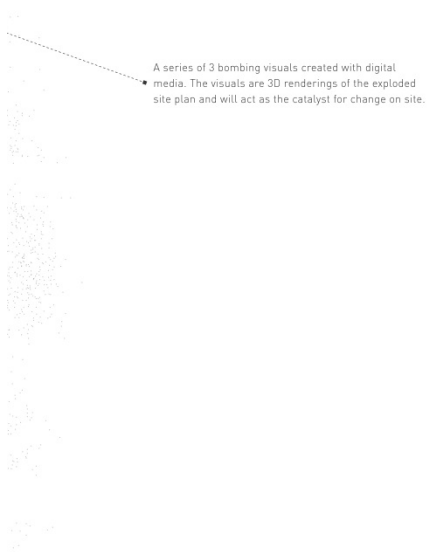 A series of 3 bombing visuals created with digital
media. The visuals are 3D renderings of the exploded
site plan and will act as the catalyst for change on site.